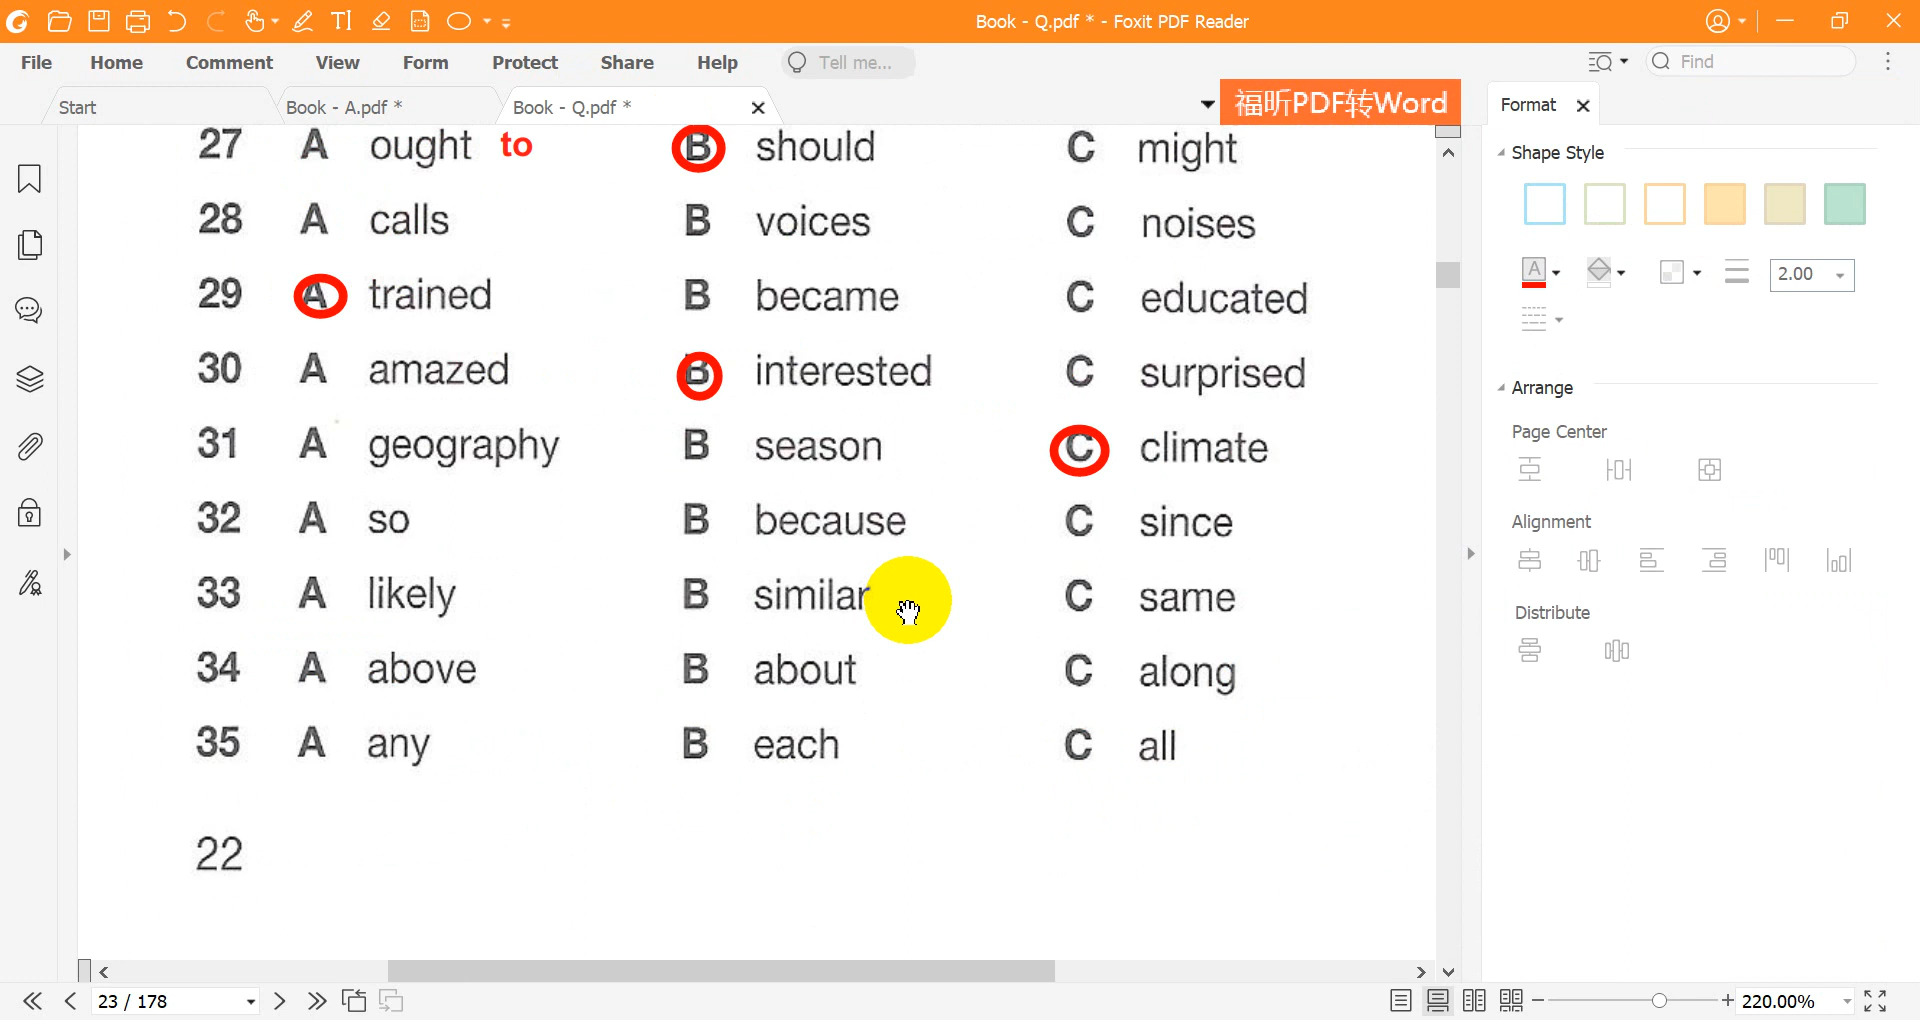 Book - Q.pdf * - Foxit PDF Reader
File Home Comment View Form Protect Share Help Tell me... Find
Start Book - A.pdf * Book - Q.pdf * 福昕PDF转Word Format
27 A ought to B should C might
28 A calls B voices C noises
29 A trained B became C educated
30 A amazed B interested C surprised
31 A geography B season C climate
32 A so B because C since
33 A likely B similar C same
34 A above B about C along
35 A any B each C all
22
Shape Style
2.00
Arrange
Page Center
Alignment
Distribute
23 / 178 220.00%